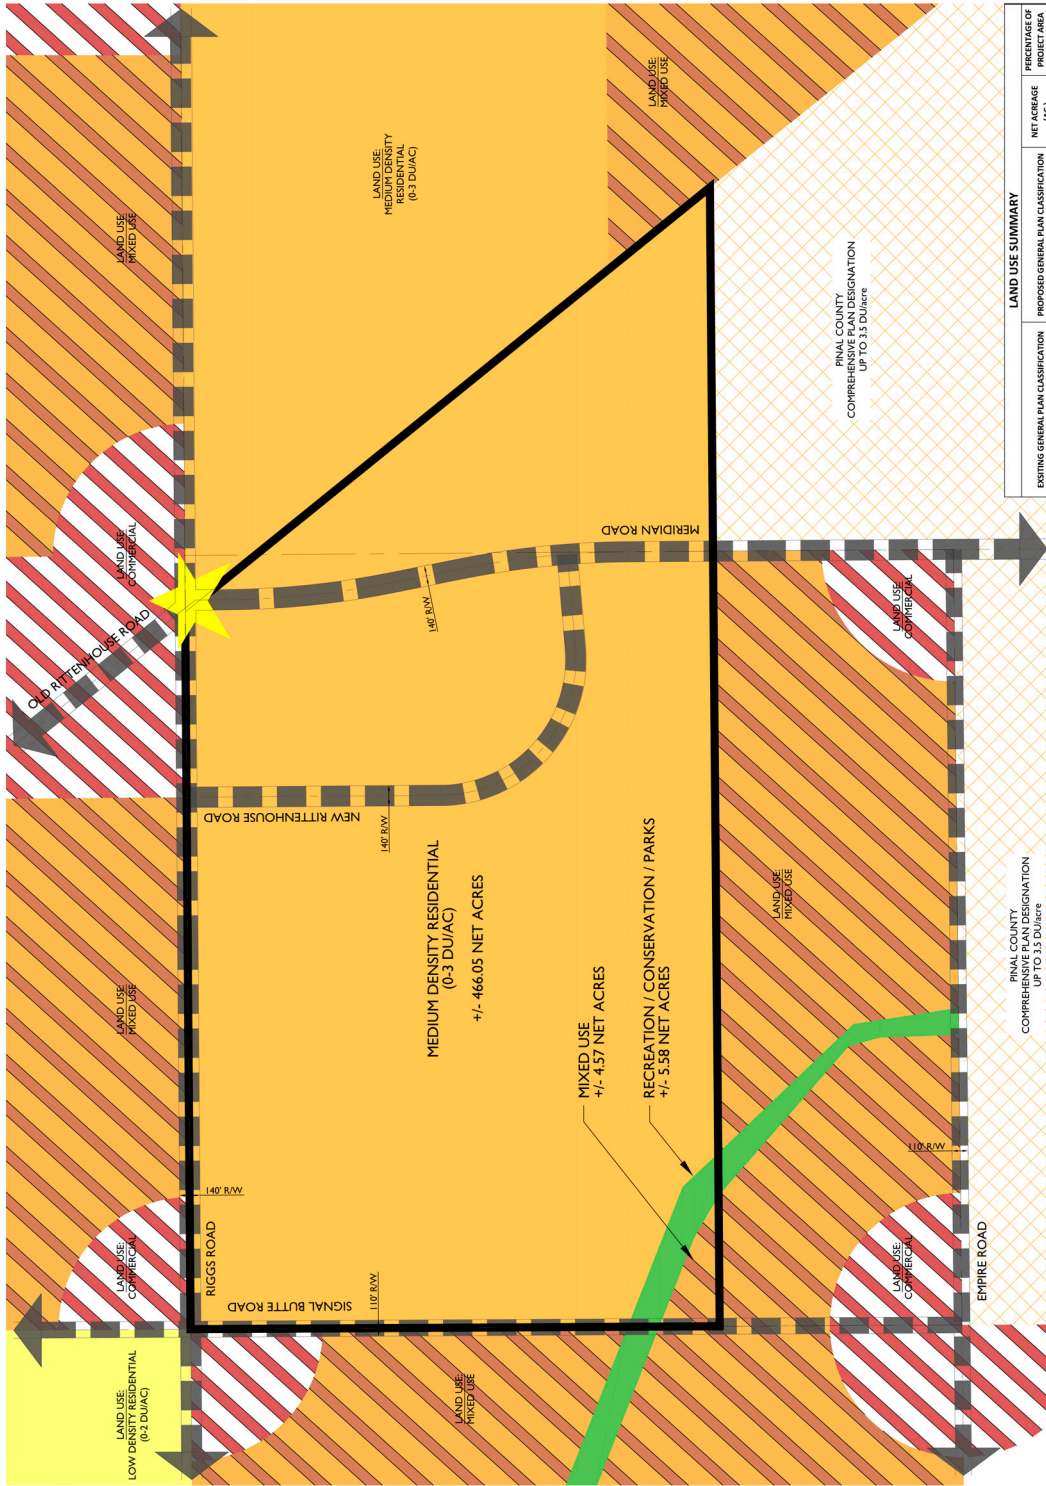 LAND USE:
LOW DENSITY RESIDENTIAL
(0-2 DU/AC)
LAND USE:
COMMERCIAL
LAND USE:
MIXED USE
OLD RITTENHOUSE ROAD
LAND USE:
COMMERCIAL
LAND USE:
MIXED USE
RIGGS ROAD
140' R/W
SIGNAL BUTTE ROAD
110' R/W
NEW RITTENHOUSE ROAD
140' R/W
140' R/W
MERIDIAN ROAD
LAND USE:
MEDIUM DENSITY
RESIDENTIAL
(0-3 DU/AC)
LAND USE:
MIXED USE
MEDIUM DENSITY RESIDENTIAL
(0-3 DU/AC)
+/- 466.05 NET ACRES
LAND USE:
MIXED USE
MIXED USE
+/- 4.57 NET ACRES
RECREATION / CONSERVATION / PARKS
+/- 5.58 NET ACRES
LAND USE:
MIXED USE
PINAL COUNTY
COMPREHENSIVE PLAN DESIGNATION
UP TO 3.5 DU/acre
LAND USE:
COMMERCIAL
LAND USE:
COMMERCIAL
110' R/W
EMPIRE ROAD
PINAL COUNTY
COMPREHENSIVE PLAN DESIGNATION
UP TO 3.5 DU/acre
LAND USE SUMMARY
EXSITING GENERAL PLAN CLASSIFICATION
PROPOSED GENERAL PLAN CLASSIFICATION
NET ACREAGE
PERCENTAGE OF
PROJECT AREA